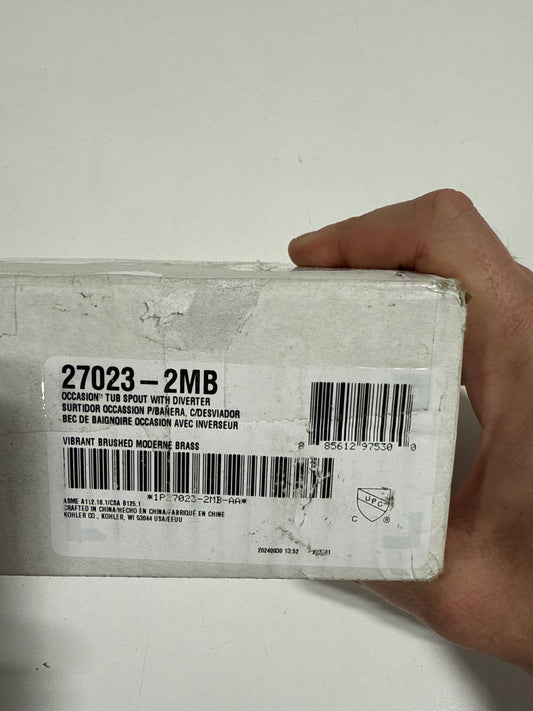 27023-2MB
OCCASION™ TUB SPOUT WITH DIVERTER
SURTIDOR OCCASSION P/BAÑERA, C/DESVIADOR
BEC DE BAIGNOIRE OCCASION AVEC INVERSEUR
VIBRANT BRUSHED MODERNE BRASS
8 85612 97530 0
*1P27023-2MB-AA*
ASME A112.18.1/CSA B125.1
CRAFTED IN CHINA/HECHO EN CHINA/FABRIQUÉ EN CHINE
KOHLER CO., KOHLER, WI 53044 USA/EEUU
UPC
C ®
20240930 13:52